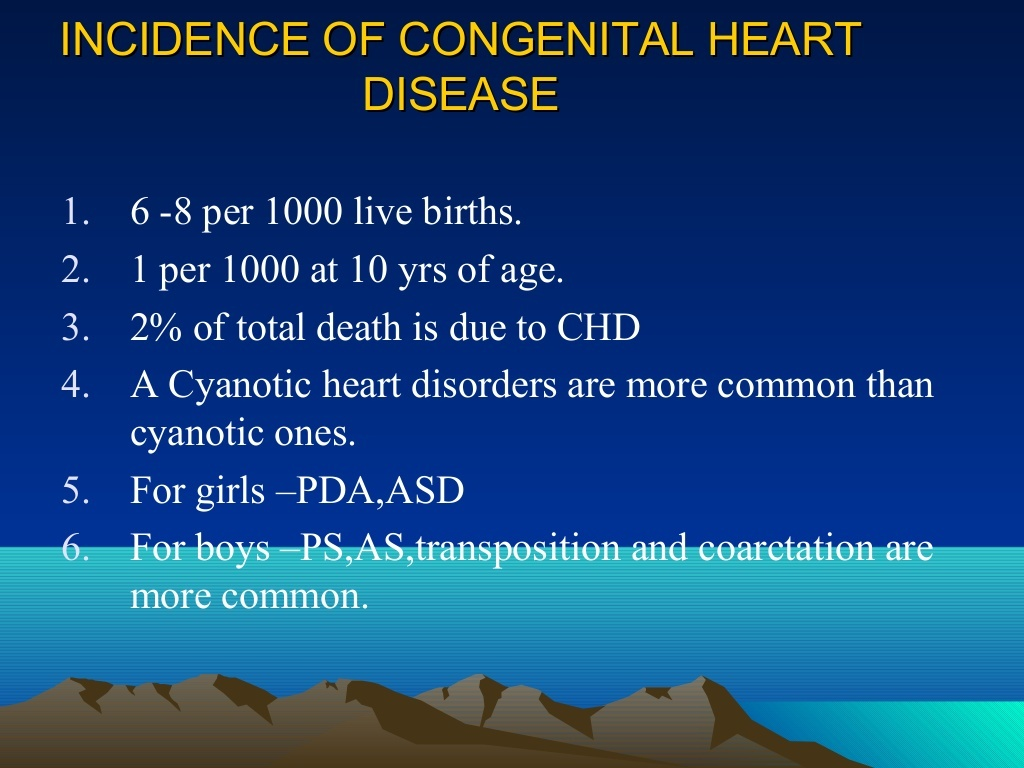 INCIDENCE OF CONGENITAL HEART
DISEASE
1. 6 -8 per 1000 live births.
2. 1 per 1000 at 10 yrs of age.
3. 2% of total death is due to CHD
4. A Cyanotic heart disorders are more common than
cyanotic ones.
5. For girls –PDA,ASD
6. For boys –PS,AS,transposition and coarctation are
more common.